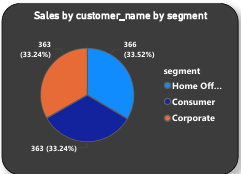 Sales by customer_name by segment
363
(33.24%)
366
(33.52%)
segment
Home Off...
Consumer
Corporate
363 (33.24%)